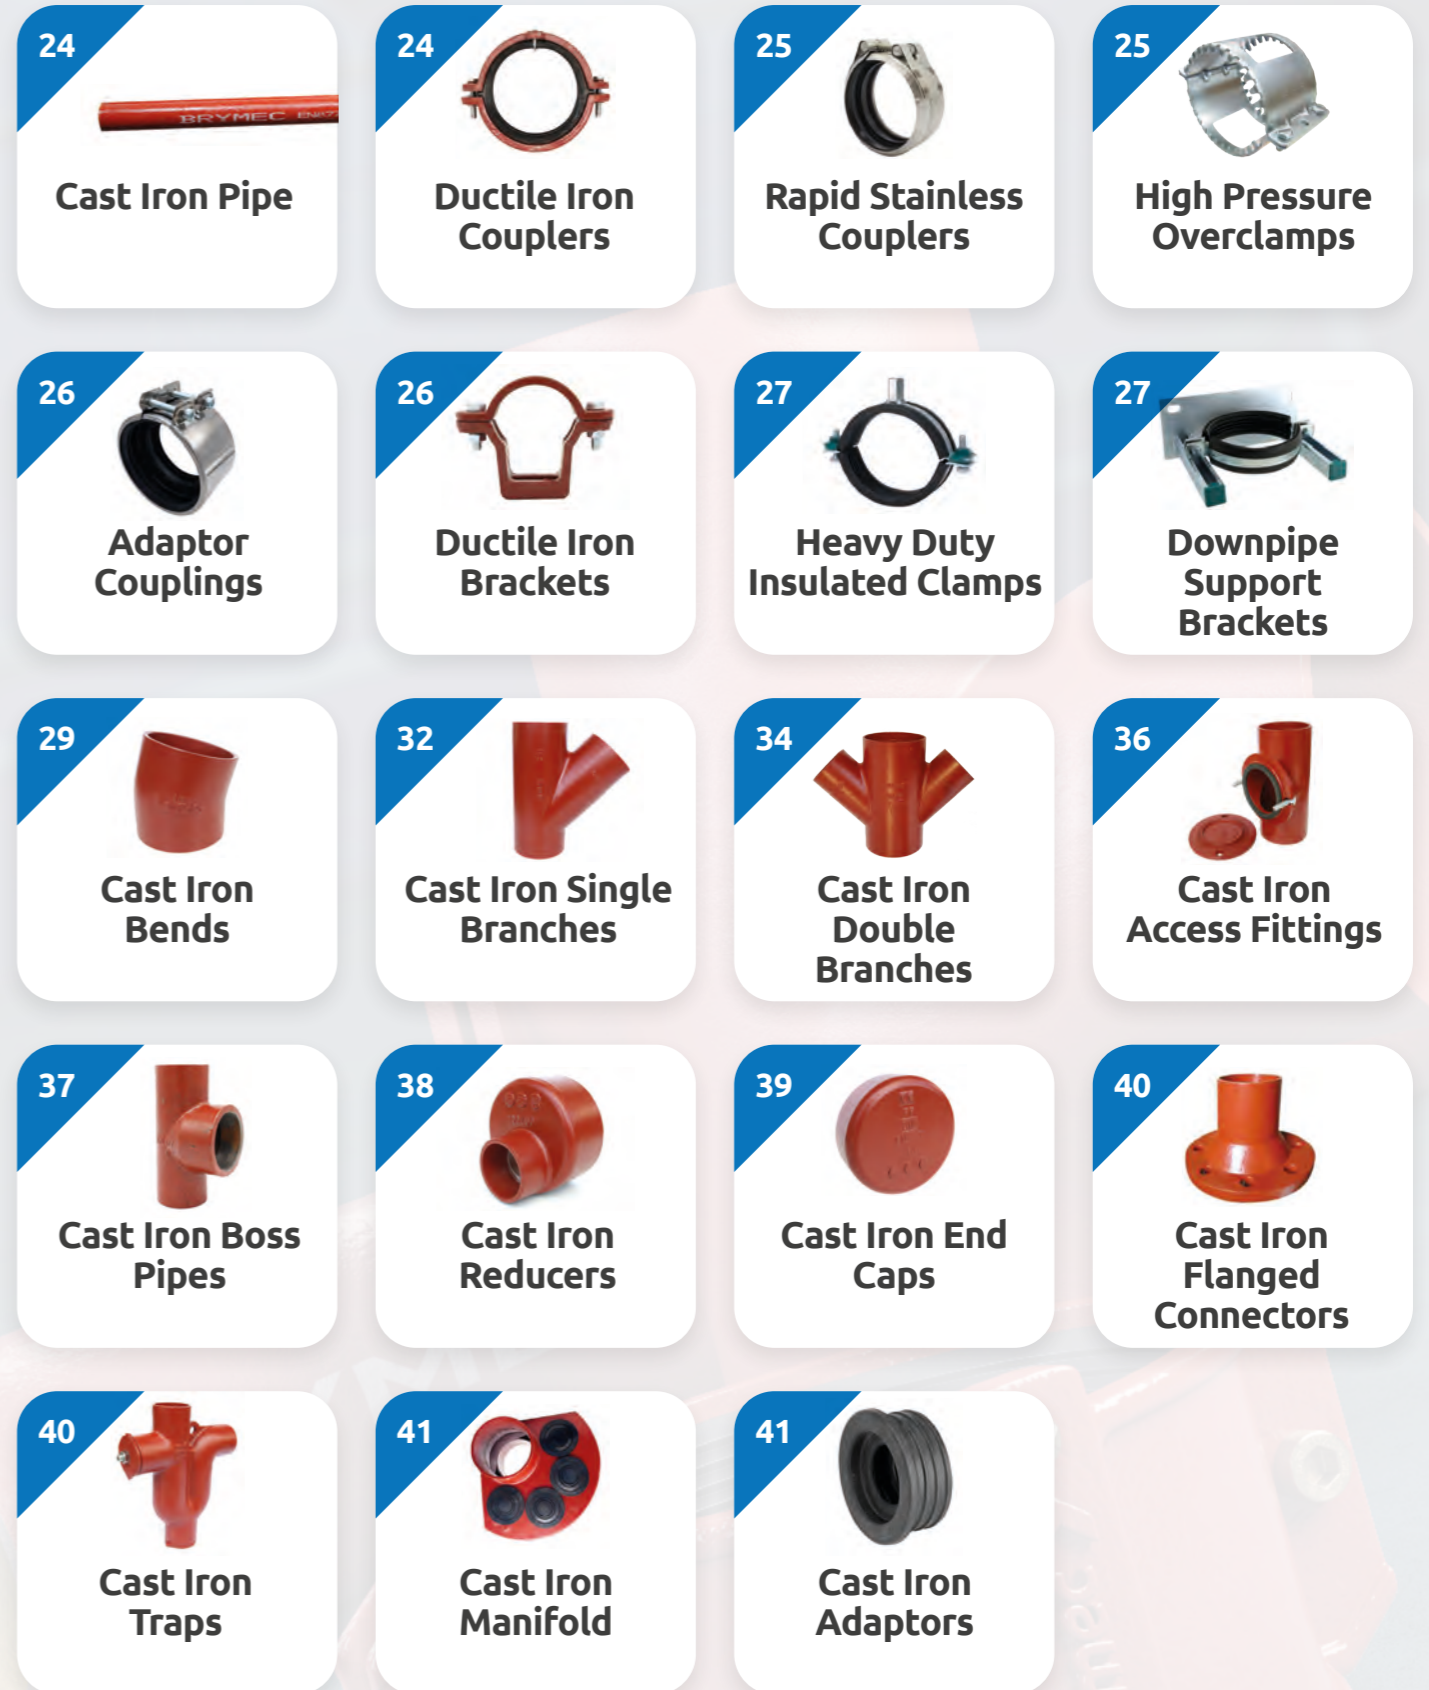 24
BRYMEC EN877
Cast Iron Pipe
24
Ductile Iron
Couplers
25
Rapid Stainless
Couplers
25
High Pressure
Overclamps
26
Adaptor
Couplings
26
Ductile Iron
Brackets
27
Heavy Duty
Insulated Clamps
27
Downpipe
Support
Brackets
29
Cast Iron
Bends
32
Cast Iron Single
Branches
34
Cast Iron
Double
Branches
36
Cast Iron
Access Fittings
37
Cast Iron Boss
Pipes
38
Cast Iron
Reducers
39
Cast Iron End
Caps
40
Cast Iron
Flanged
Connectors
40
Cast Iron
Traps
41
Cast Iron
Manifold
41
Cast Iron
Adaptors